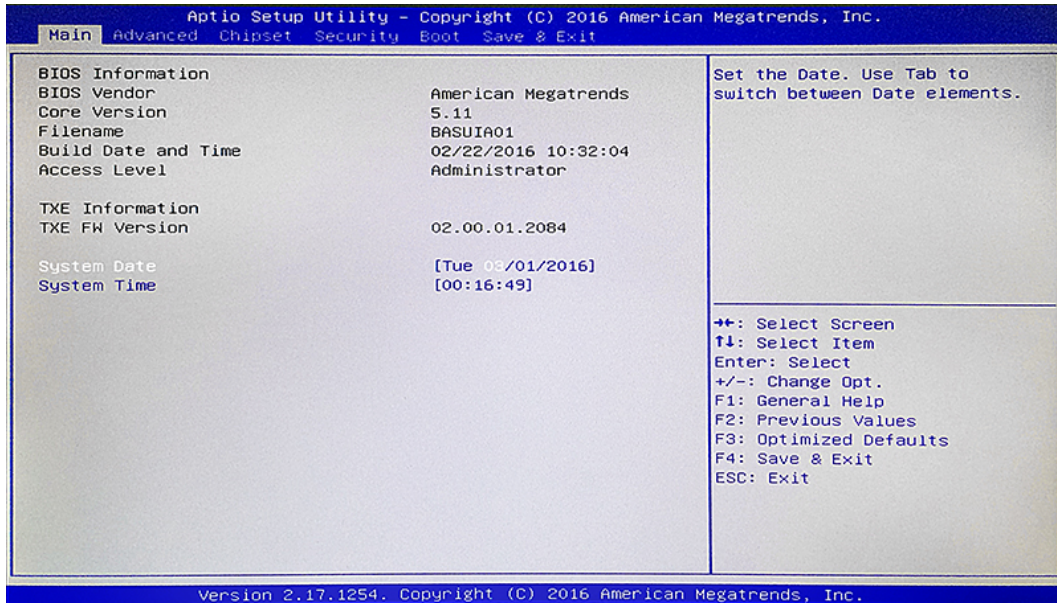 Aptio Setup Utility – Copyright (C) 2016 American Megatrends, Inc.
Main Advanced Chipset Security Boot Save & Exit
BIOS Information
BIOS Vendor American Megatrends
Core Version 5.11
Filename BASUIA01
Build Date and Time 02/22/2016 10:32:04
Access Level Administrator
TXE Information
TXE FW Version 02.00.01.2084
System Date [Tue 03/01/2016]
System Time [00:16:49]
Set the Date. Use Tab to
switch between Date elements.
→←: Select Screen
↑↓: Select Item
Enter: Select
+/-: Change Opt.
F1: General Help
F2: Previous Values
F3: Optimized Defaults
F4: Save & Exit
ESC: Exit
Version 2.17.1254. Copyright (C) 2016 American Megatrends, Inc.